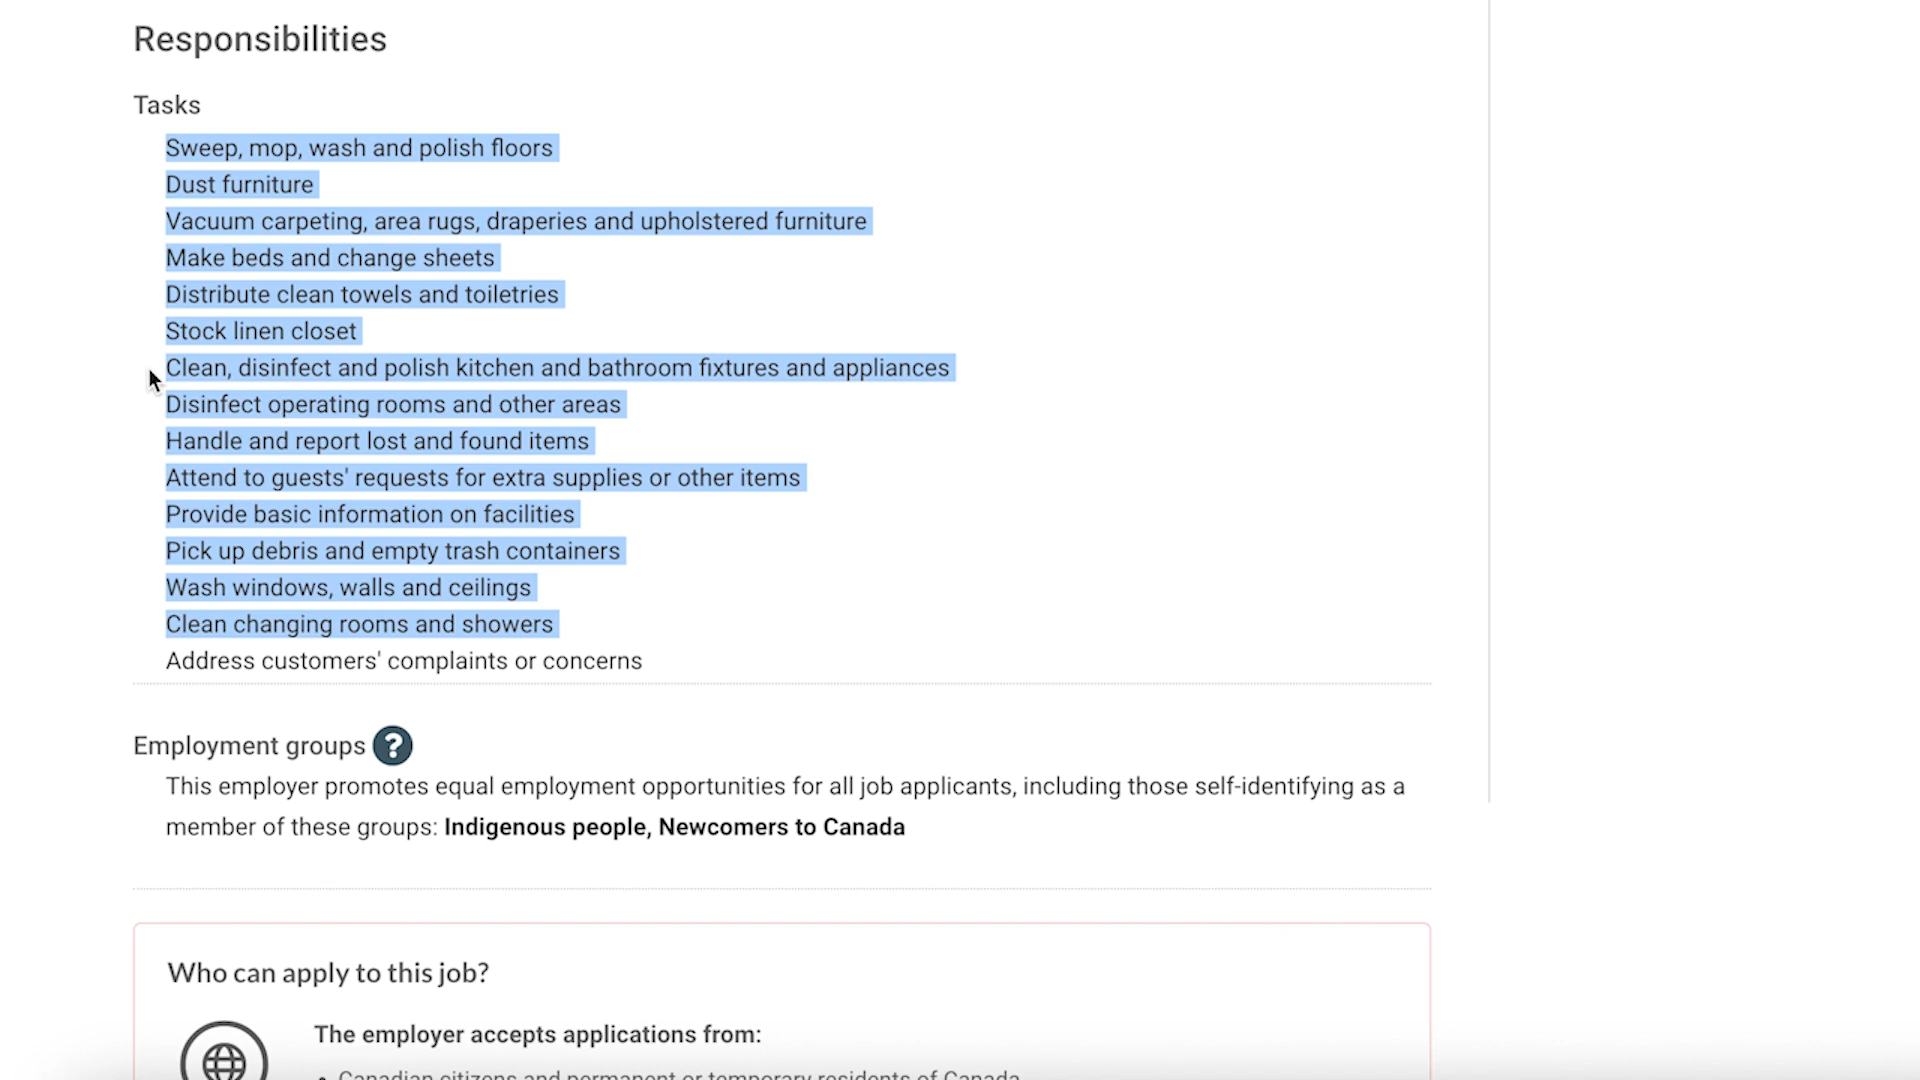 Responsibilities
Tasks
Sweep, mop, wash and polish floors
Dust furniture
Vacuum carpeting, area rugs, draperies and upholstered furniture
Make beds and change sheets
Distribute clean towels and toiletries
Stock linen closet
Clean, disinfect and polish kitchen and bathroom fixtures and appliances
Disinfect operating rooms and other areas
Handle and report lost and found items
Attend to guests' requests for extra supplies or other items
Provide basic information on facilities
Pick up debris and empty trash containers
Wash windows, walls and ceilings
Clean changing rooms and showers
Address customers' complaints or concerns
Employment groups ?
This employer promotes equal employment opportunities for all job applicants, including those self-identifying as a
member of these groups: Indigenous people, Newcomers to Canada
Who can apply to this job?
The employer accepts applications from:
• Canadian citizens and permanent or temporary residents of Canada